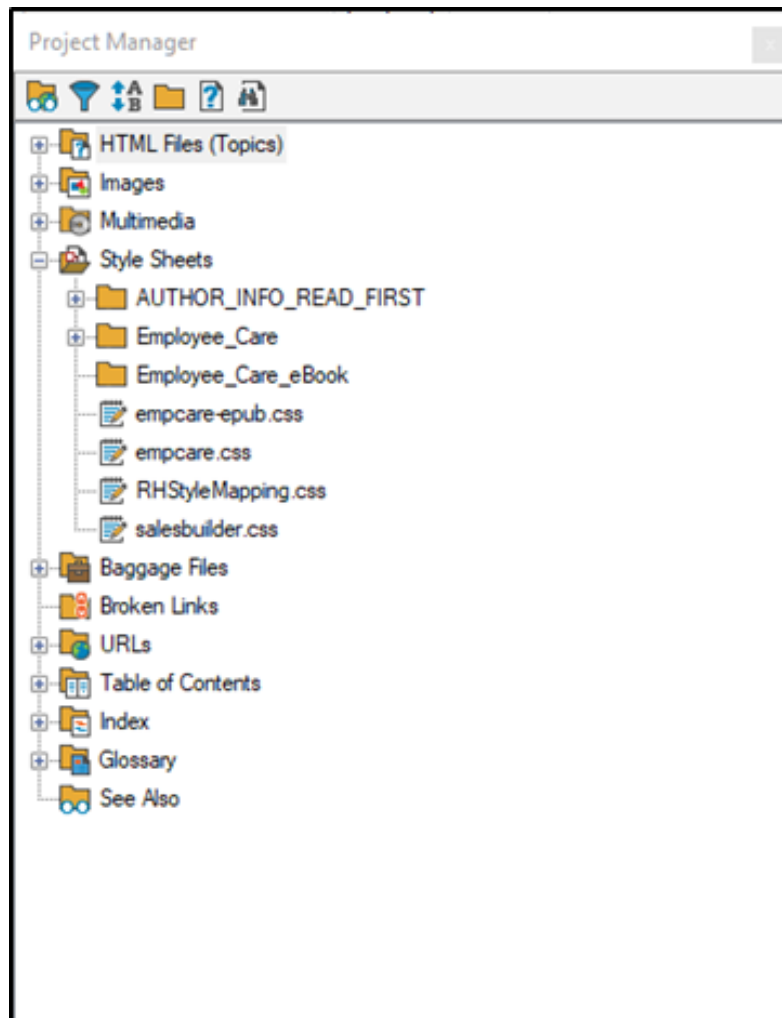 Project Manager
HTML Files (Topics)
Images
Multimedia
Style Sheets
AUTHOR_INFO_READ_FIRST
Employee_Care
Employee_Care_eBook
empcare-epub.css
empcare.css
RHStyleMapping.css
salesbuilder.css
Baggage Files
Broken Links
URLs
Table of Contents
Index
Glossary
See Also